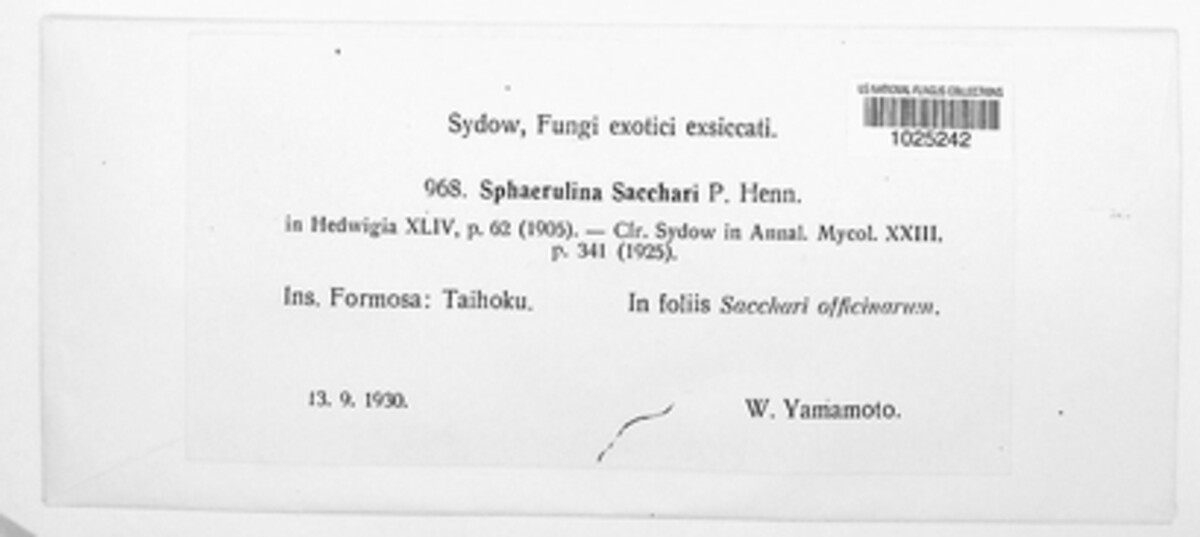 US NATIONAL FUNGUS COLLECTIONS
1025242
Sydow, Fungi exotici exsiccati.
968. Sphaerulina Sacchari P. Henn.
in Hedwigia XLIV, p. 62 (1905). — Cfr. Sydow in Annal. Mycol. XXIII,
p. 341 (1925).
Ins. Formosa: Taihoku. In foliis Sacchari officinarum.
13. 9. 1930. W. Yamamoto.